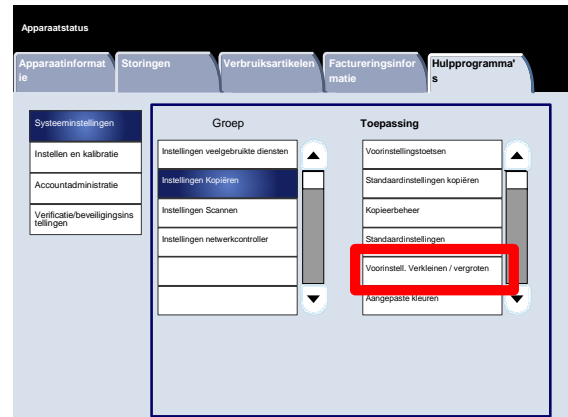 Apparaatstatus
Apparaatinformat
ie
Storingen
Verbruiksartikelen
Factureringsinfor
matie
Hulpprogramma'
s
Systeeminstellingen
Instellen en kalibratie
Accountadministratie
Verificatie/beveiligingsins
tellingen
Groep
Instellingen veelgebruikte diensten
Instellingen Kopiëren
Instellingen Scannen
Instellingen netwerkcontroller
Toepassing
Voorinstellingstoetsen
Standaardinstellingen kopiëren
Kopieerbeheer
Standaardinstellingen
Voorinstell. Verkleinen / vergroten
Aangepaste kleuren